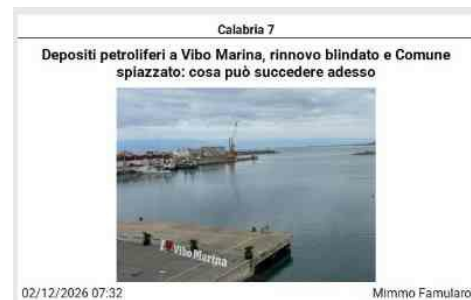 Calabria 7
Depositi petroliferi a Vibo Marina, rinnovo blindato e Comune
spiazzato: cosa può succedere adesso
I ❤ Vibo Marina
02/12/2026 07:32
Mimmo Famularo